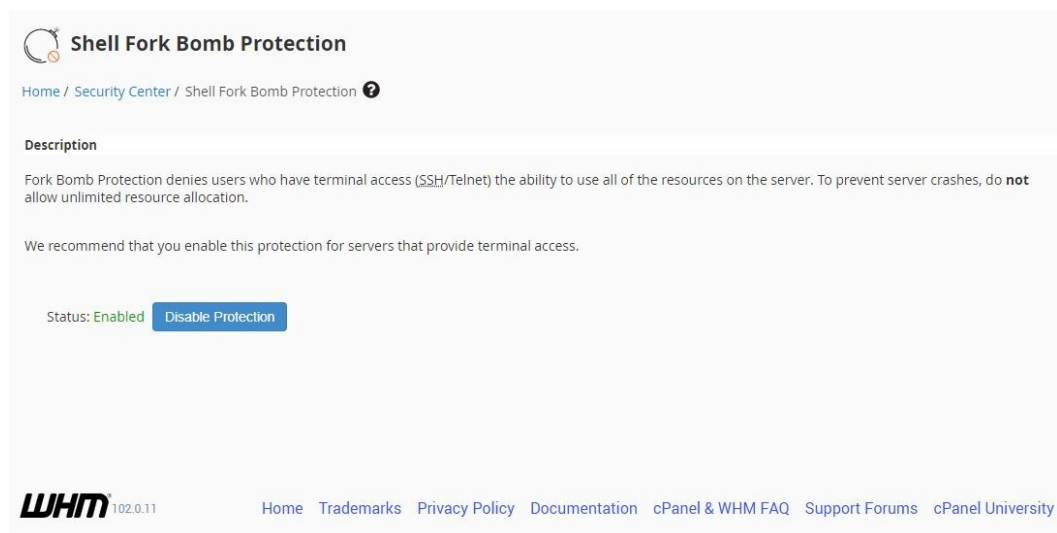 Shell Fork Bomb Protection
Home / Security Center / Shell Fork Bomb Protection ?
Description
Fork Bomb Protection denies users who have terminal access (SSH/Telnet) the ability to use all of the resources on the server. To prevent server crashes, do not
allow unlimited resource allocation.
We recommend that you enable this protection for servers that provide terminal access.
Status: Enabled Disable Protection
WHM 102.0.11 Home Trademarks Privacy Policy Documentation cPanel & WHM FAQ Support Forums cPanel University